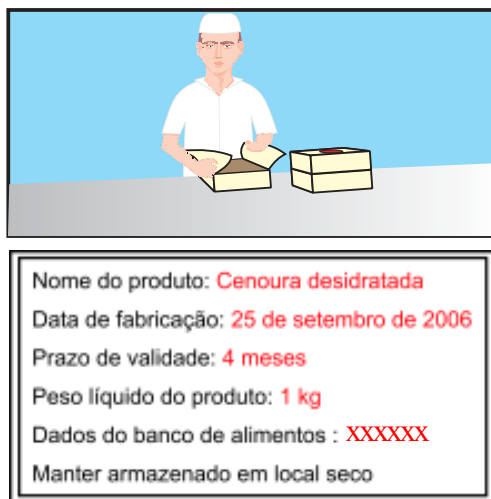 Nome do produto: Cenoura desidratada
Data de fabricação: 25 de setembro de 2006
Prazo de validade: 4 meses
Peso líquido do produto: 1 kg
Dados do banco de alimentos : XXXXXX
Manter armazenado em local seco